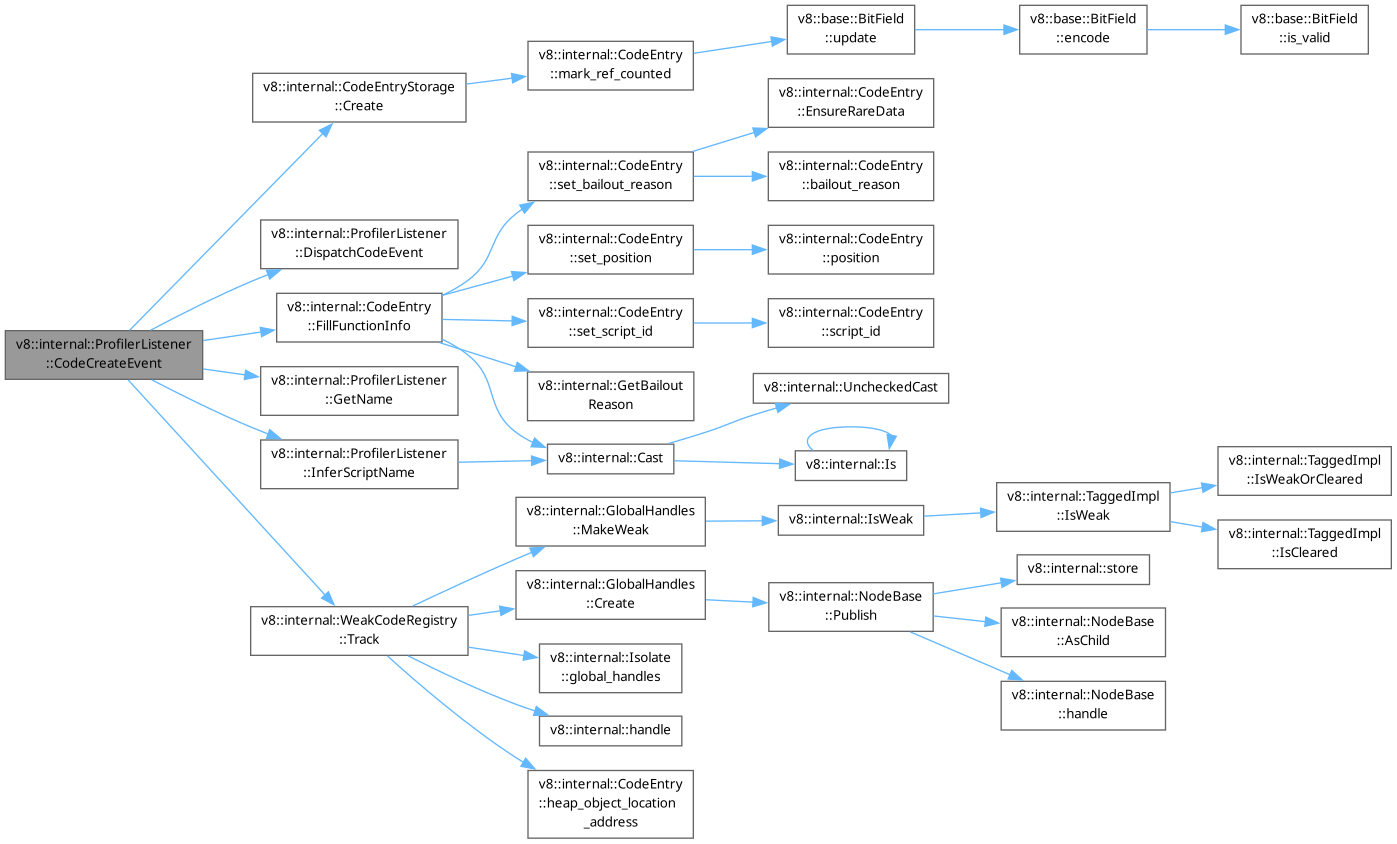 v8::internal::ProfilerListener
::CodeCreateEvent
v8::internal::CodeEntryStorage
::Create
v8::internal::ProfilerListener
::DispatchCodeEvent
v8::internal::CodeEntry
::FillFunctionInfo
v8::internal::ProfilerListener
::GetName
v8::internal::ProfilerListener
::InferScriptName
v8::internal::WeakCodeRegistry
::Track
v8::internal::CodeEntry
::mark_ref_counted
v8::internal::CodeEntry
::set_bailout_reason
v8::internal::CodeEntry
::set_position
v8::internal::CodeEntry
::set_script_id
v8::internal::GetBailout
Reason
v8::internal::Cast
v8::internal::GlobalHandles
::MakeWeak
v8::internal::GlobalHandles
::Create
v8::internal::Isolate
::global_handles
v8::internal::handle
v8::internal::CodeEntry
::heap_object_location
_address
v8::base::BitField
::update
v8::internal::CodeEntry
::EnsureRareData
v8::internal::CodeEntry
::bailout_reason
v8::internal::CodeEntry
::position
v8::internal::CodeEntry
::script_id
v8::internal::UncheckedCast
v8::internal::Is
v8::internal::IsWeak
v8::internal::NodeBase
::Publish
v8::base::BitField
::encode
v8::internal::TaggedImpl
::IsWeak
v8::internal::store
v8::internal::NodeBase
::AsChild
v8::internal::NodeBase
::handle
v8::base::BitField
::is_valid
v8::internal::TaggedImpl
::IsWeakOrCleared
v8::internal::TaggedImpl
::IsCleared